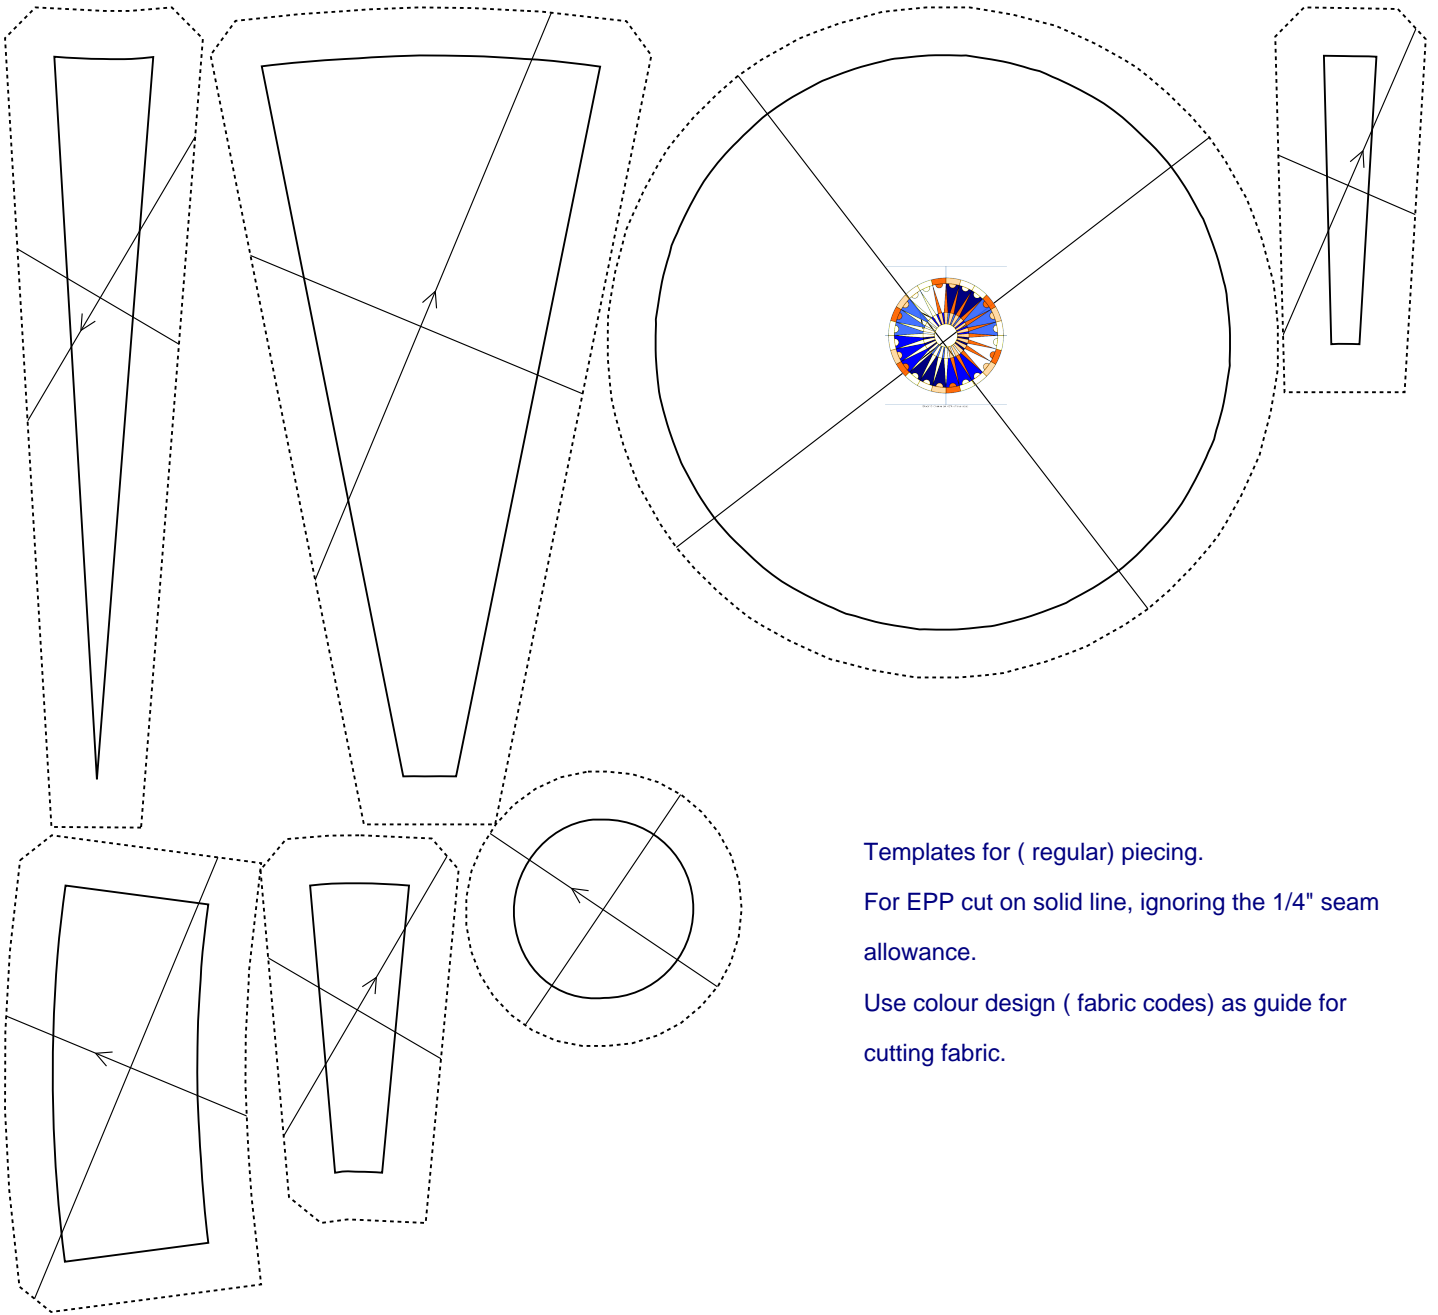 Templates for ( regular) piecing.
For EPP cut on solid line, ignoring the 1/4" seam
allowance.
Use colour design ( fabric codes) as guide for
cutting fabric.